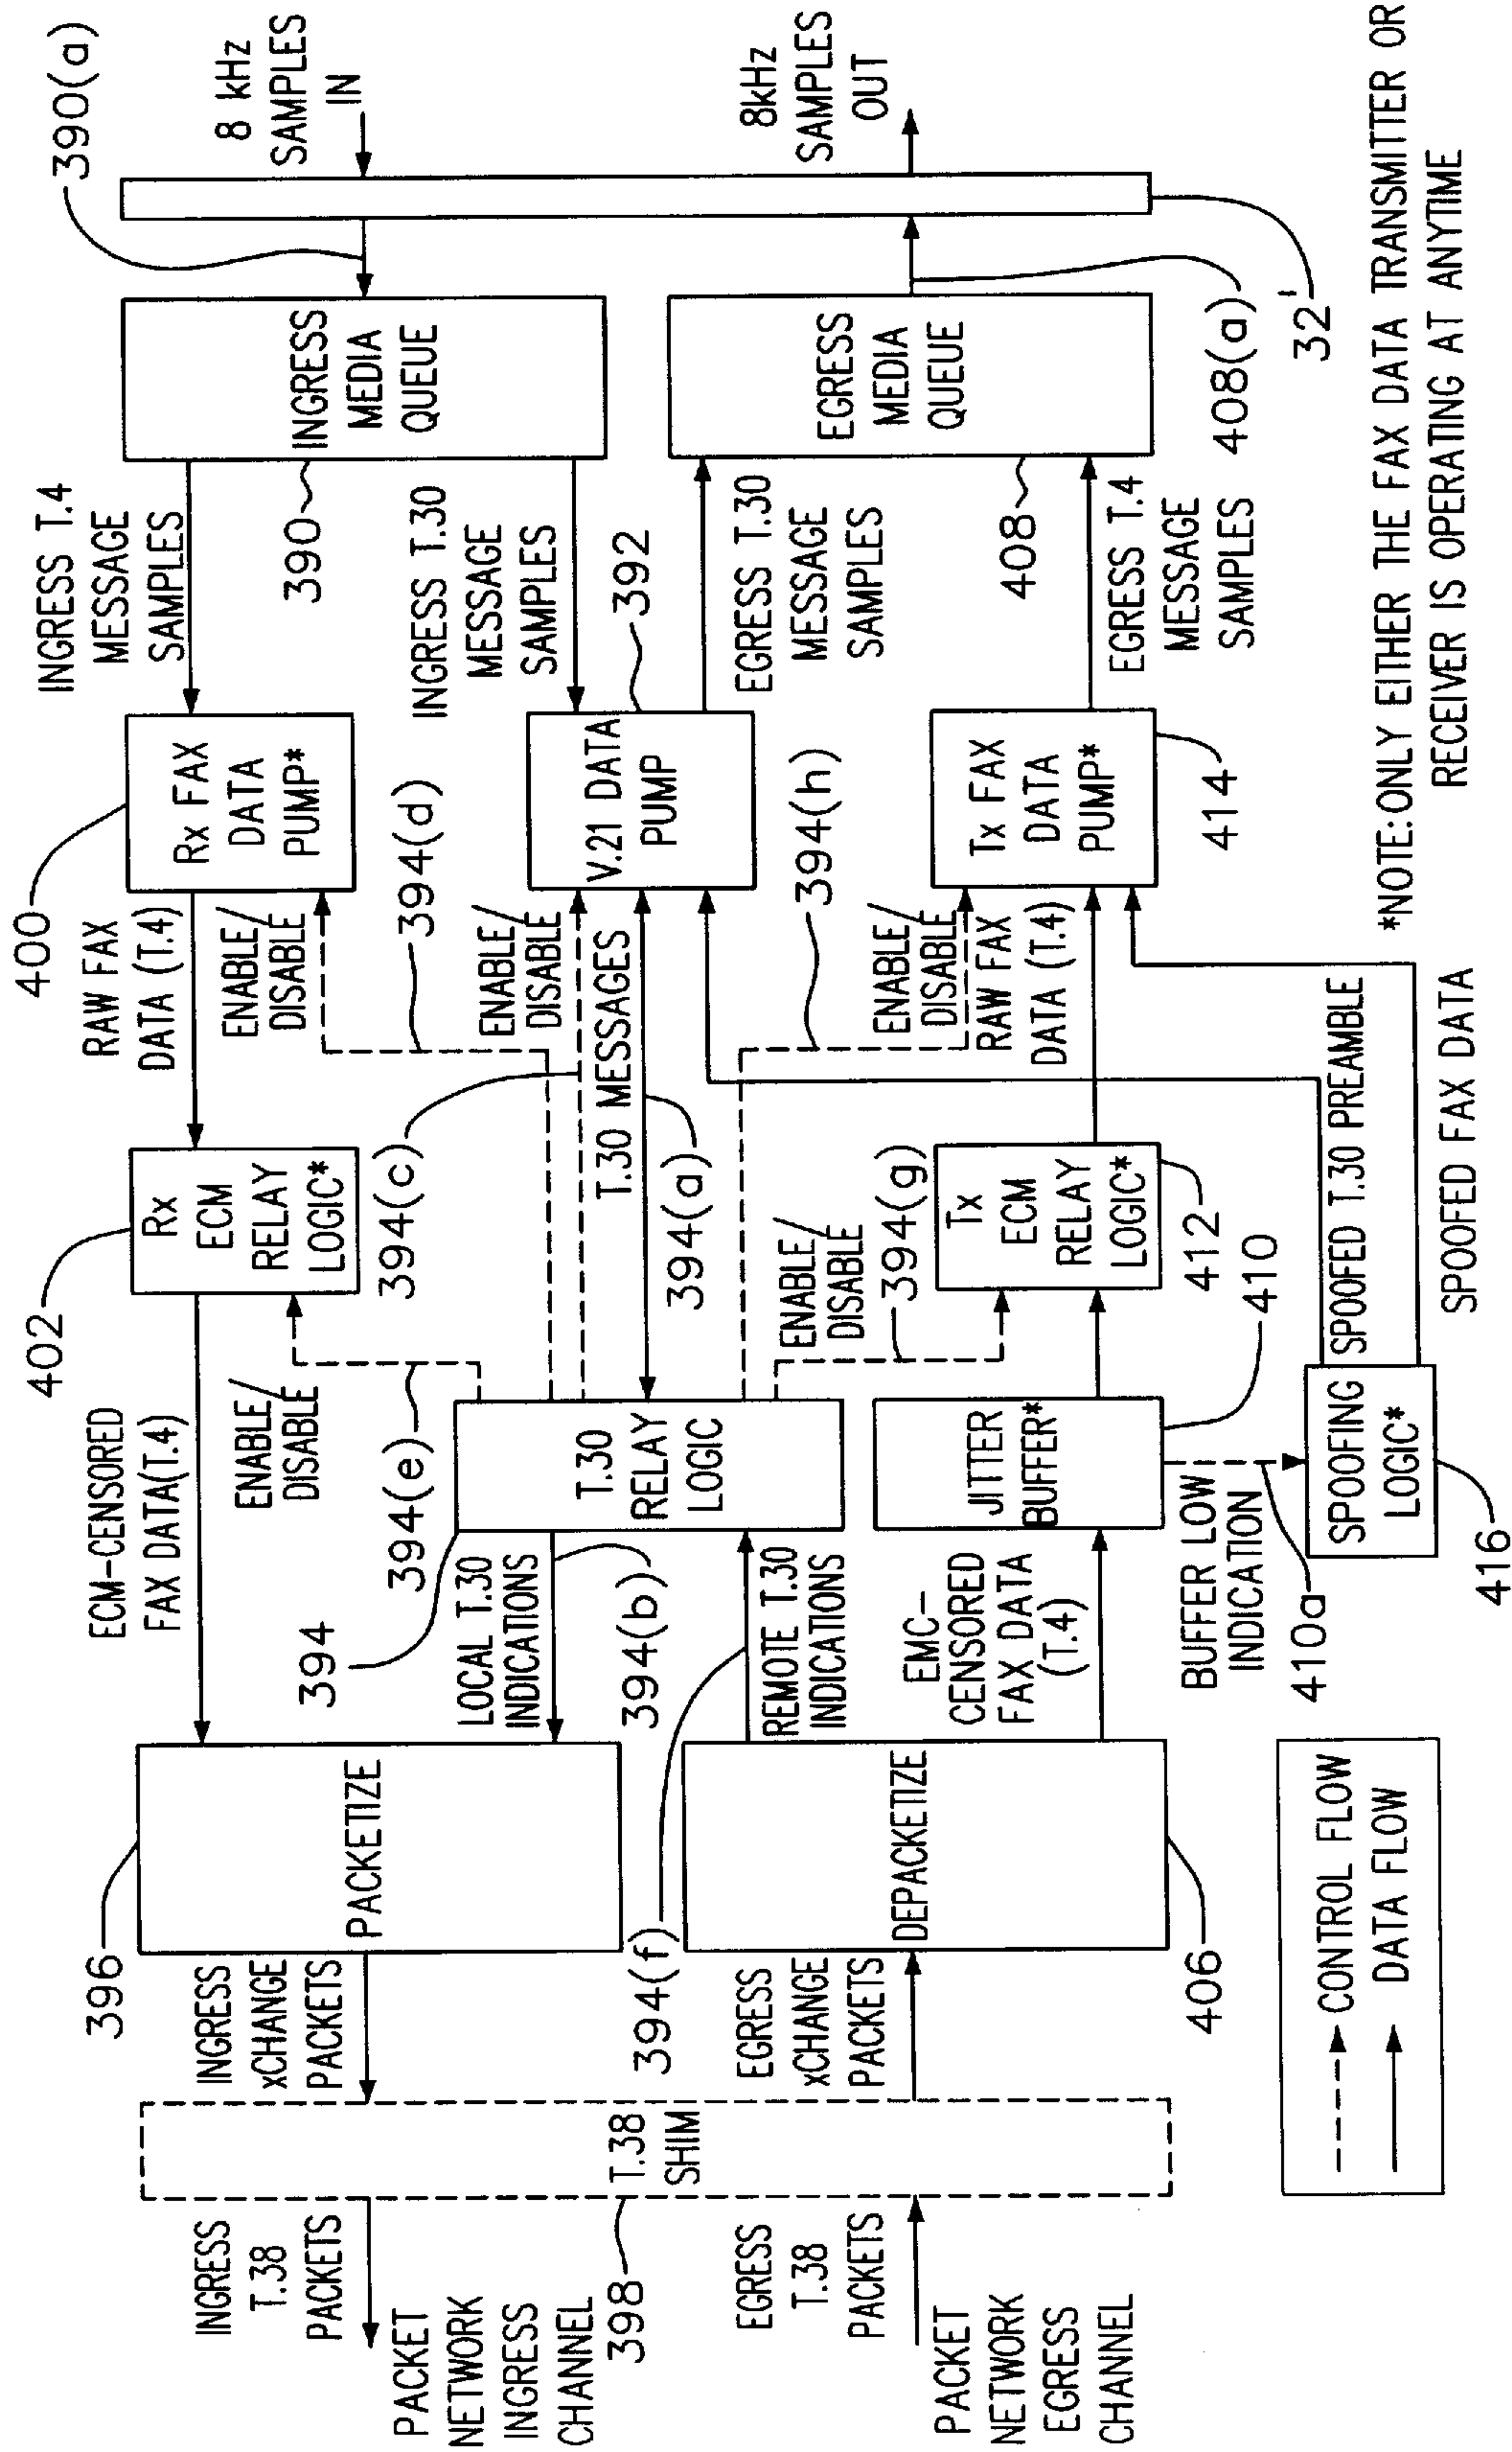 8 kHz
SAMPLES
IN
390(a)
8kHz
SAMPLES
OUT
32'
INGRESS
MEDIA
QUEUE
390
EGRESS
MEDIA
QUEUE
408
408(a)
INGRESS T.4
MESSAGE
SAMPLES
INGRESS T.30
MESSAGE
SAMPLES
392
EGRESS T.30
MESSAGE
SAMPLES
EGRESS T.4
MESSAGE
SAMPLES
Rx FAX
DATA
PUMP*
400
V.21 DATA
PUMP
Tx FAX
DATA
PUMP*
414
RAW FAX
DATA (T.4)
ENABLE/
DISABLE
394(d)
ENABLE/
DISABLE
T.30 MESSAGES
394(h)
ENABLE/
DISABLE
RAW FAX
DATA (T.4)
Rx
ECM
RELAY
LOGIC*
402
394(c)
394(a)
ENABLE/
DISABLE
394(g)
Tx
ECM
RELAY
LOGIC*
412
410
SPOOFED T.30 PREAMBLE
SPOOFED FAX DATA
ECM-CENSORED
FAX DATA(T.4)
ENABLE/
DISABLE
394(e)
T.30
RELAY
LOGIC
394
JITTER
BUFFER*
SPOOFING
LOGIC*
416
LOCAL T.30
INDICATIONS
394(b)
REMOTE T.30
INDICATIONS
EMC-
CENSORED
FAX DATA
(T.4)
BUFFER LOW
INDICATION
410a
PACKETIZE
396
394(f)
DEPACKETIZE
406
INGRESS
xCHANGE
PACKETS
EGRESS
xCHANGE
PACKETS
T.38
SHIM
398
INGRESS
T.38
PACKETS
EGRESS
T.38
PACKETS
PACKET
NETWORK
INGRESS
CHANNEL
PACKET
NETWORK
EGRESS
CHANNEL
CONTROL FLOW
DATA FLOW
*NOTE:ONLY EITHER THE FAX DATA TRANSMITTER OR
RECEIVER IS OPERATING AT ANYTIME